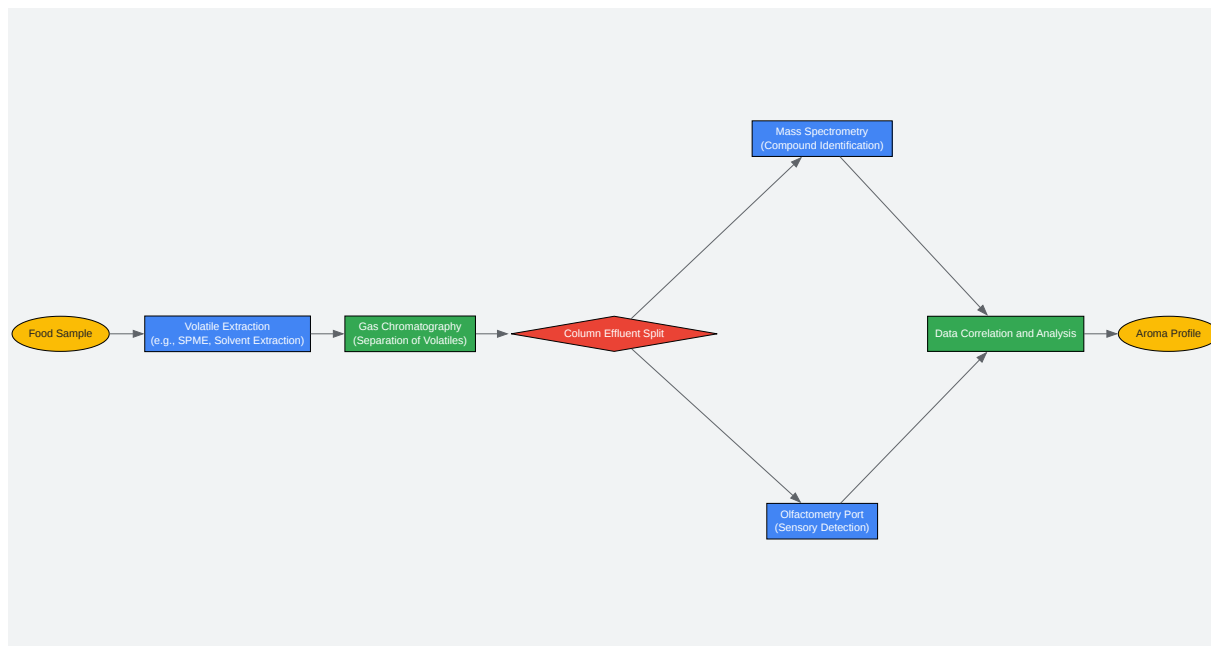 Food Sample
Volatile Extraction
(e.g., SPME, Solvent Extraction)
Gas Chromatography
(Separation of Volatiles)
Column Effluent Split
Mass Spectrometry
(Compound Identification)
Olfactometry Port
(Sensory Detection)
Data Correlation and Analysis
Aroma Profile